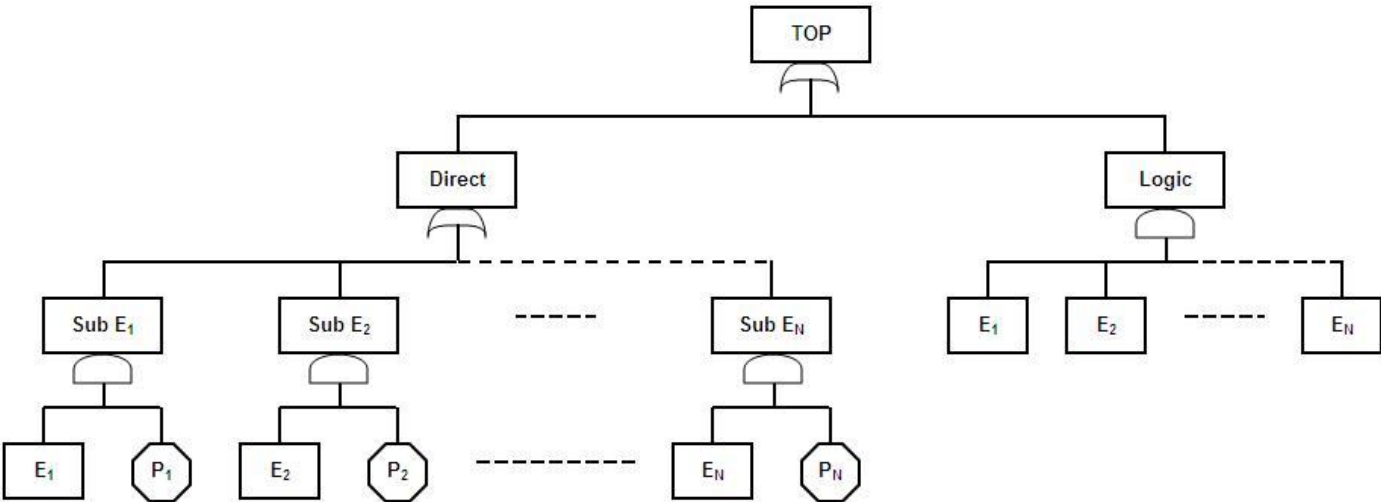 TOP
Direct
Logic
Sub E₁
Sub E₂
Sub Eₙ
E₁
E₂
Eₙ
E₁
P₁
E₂
P₂
Eₙ
Pₙ